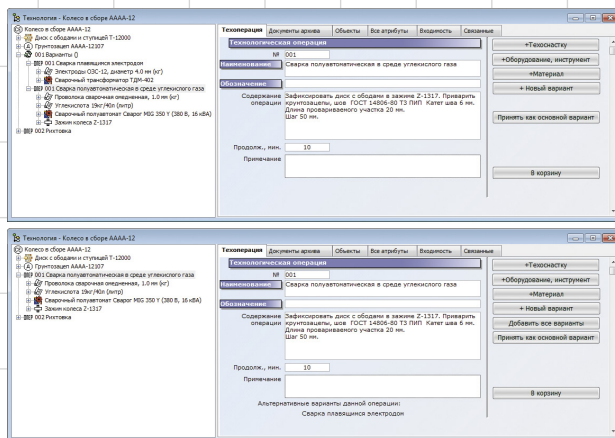 Технология - Колесо в сборе АААА-12
Колесо в сборе АААА-12
Диск с ободами и ступицей Т-12000
Грунтозацеп АААА-12107
001 Варианты ()
001 Сварка плавящимся электродом
Электроды ОЗС-12, диаметр 4.0 мм (кг)
Сварочный трансформатор ТДМ-402
001 Сварка полуавтоматическая в среде углекислого газа
Проволока сварочная омедненная, 1.0 мм (кг)
Углекислота 19кг/40л (литр)
Сварочный полуавтомат Сварог MIG 350 Y (380 В, 16 кВА)
Зажим колеса Z-1317
002 Рихтовка
Техоперация Документы архива Объекты Все атрибуты Входимость Связанные
Технологическая операция
№ 001
Наименование Сварка полуавтоматическая в среде углекислого газа
Обозначение
Содержание операции Зафиксировать диск с ободами в зажиме Z-1317. Приварить
крунтозацепы, шов ГОСТ 14806-80 Т3 ПИП Катет шва 6 мм.
Длина провариваемого участка 20 мм.
Шаг 50 мм.
Продолж., мин. 10
Примечание
+Техоснастку
+Оборудование, инструмент
+Материал
+ Новый вариант
Принять как основной вариант
В корзину
Технология - Колесо в сборе АААА-12
Колесо в сборе АААА-12
Диск с ободами и ступицей Т-12000
Грунтозацеп АААА-12107
001 Сварка полуавтоматическая в среде углекислого газа
Проволока сварочная омедненная, 1.0 мм (кг)
Углекислота 19кг/40л (литр)
Сварочный полуавтомат Сварог MIG 350 Y (380 В, 16 кВА)
Зажим колеса Z-1317
002 Рихтовка
Техоперация Документы архива Объекты Все атрибуты Входимость Связанные
Технологическая операция
№ 001
Наименование Сварка полуавтоматическая в среде углекислого газа
Обозначение
Содержание операции Зафиксировать диск с ободами в зажиме Z-1317. Приварить
крунтозацепы, шов ГОСТ 14806-80 Т3 ПИП Катет шва 6 мм.
Длина провариваемого участка 20 мм.
Шаг 50 мм.
Продолж., мин. 10
Примечание
Альтернативные варианты данной операции:
Сварка плавящимся электродом
+Техоснастку
+Оборудование, инструмент
+Материал
+ Новый вариант
Добавить все варианты
Принять как основной вариант
В корзину